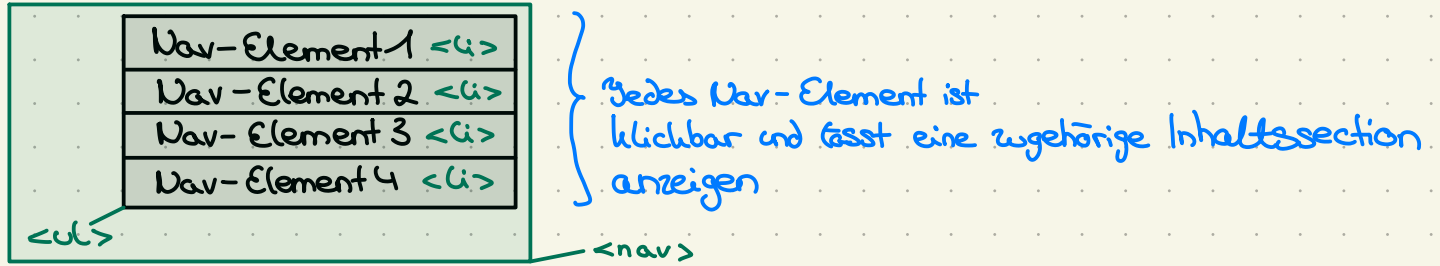 Nav-Element 1 <li>
Nav-Element 2 <li>
Nav-Element 3 <li>
Nav-Element 4 <li>
<ul>
<nav>
Jedes Nav-Element ist
klickbar und lässt eine zugehörige Inhaltssection
anzeigen